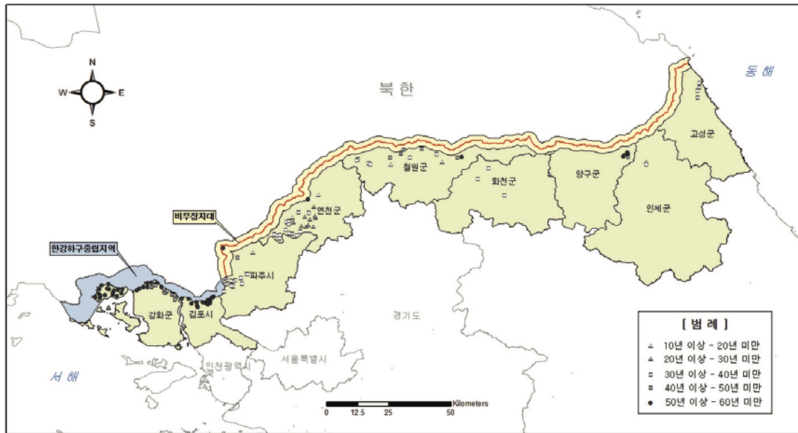 N
W E
S
동 해
북 한
고성군
철원군
화천군
양구군
인제군
연천군
비무장지대
한강하구중립지역
파주시
강화군
김포시
경기도
인천광역시
서울특별시
서 해
[ 범 례 ]
10년 이상 - 20년 미만
20년 이상 - 30년 미만
30년 이상 - 40년 미만
40년 이상 - 50년 미만
50년 이상 - 60년 미만
Kilometers
0 12.5 25 50